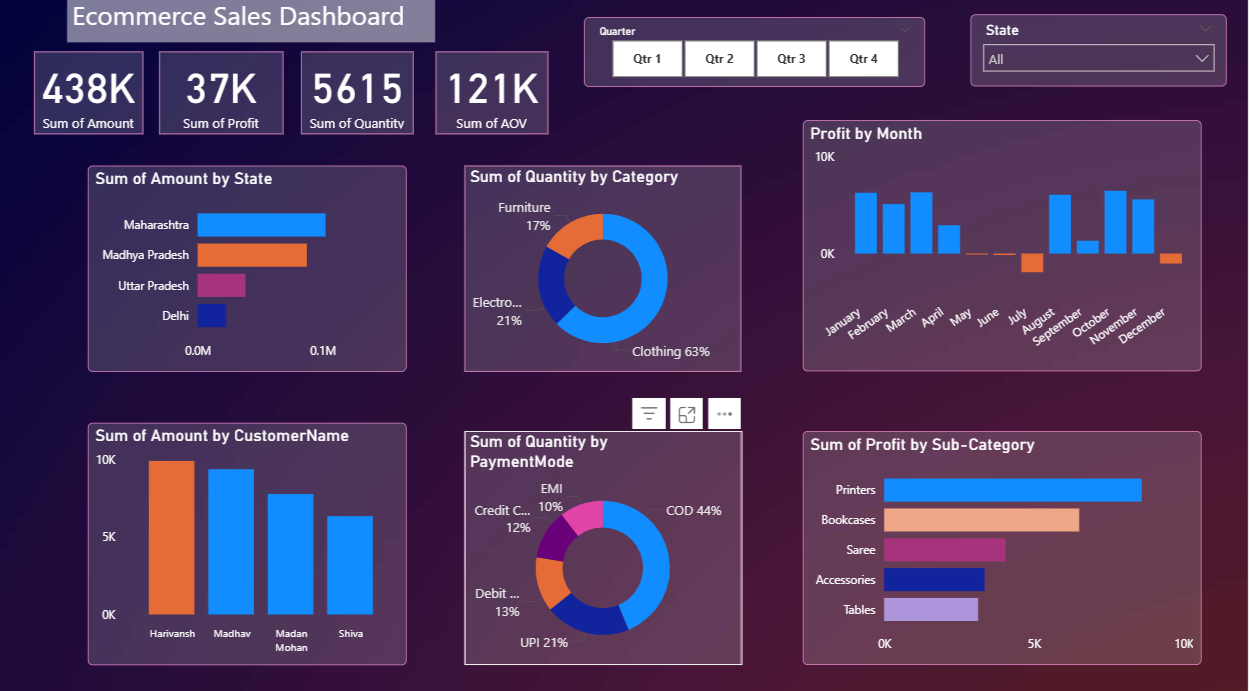 Ecommerce Sales Dashboard
Quarter
Qtr 1
Qtr 2
Qtr 3
Qtr 4
State
All
438K
Sum of Amount
37K
Sum of Profit
5615
Sum of Quantity
121K
Sum of AOV
Sum of Amount by State
Maharashtra
Madhya Pradesh
Uttar Pradesh
Delhi
0.0M
0.1M
Sum of Quantity by Category
Furniture
17%
Electro...
21%
Clothing 63%
Profit by Month
10K
0K
January
February
March
April
May
June
July
August
September
October
November
December
Sum of Amount by CustomerName
10K
5K
0K
Harivansh
Madhav
Madan
Mohan
Shiva
Sum of Quantity by
PaymentMode
EMI
10%
Credit C...
12%
Debit ...
13%
UPI 21%
COD 44%
Sum of Profit by Sub-Category
Printers
Bookcases
Saree
Accessories
Tables
0K
5K
10K